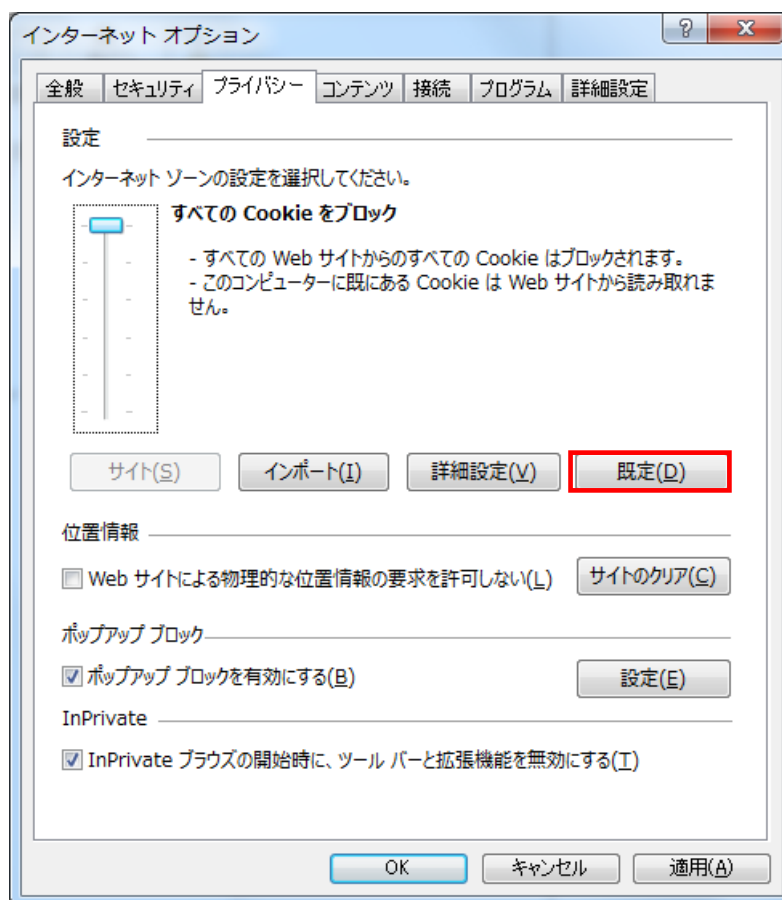 インターネット オプション
全般 セキュリティ プライバシー コンテンツ 接続 プログラム 詳細設定
設定
インターネット ゾーンの設定を選択してください。
すべての Cookie をブロック
- すべての Web サイトからのすべての Cookie はブロックされます。
- このコンピューターに既にある Cookie は Web サイトから読み取れま
せん。
サイト(S) インポート(I) 詳細設定(V) 既定(D)
位置情報
Web サイトによる物理的な位置情報の要求を許可しない(L) サイトのクリア(C)
ポップアップ ブロック
ポップアップ ブロックを有効にする(B) 設定(E)
InPrivate
InPrivate ブラウズの開始時に、ツール バーと拡張機能を無効にする(T)
OK キャンセル 適用(A)